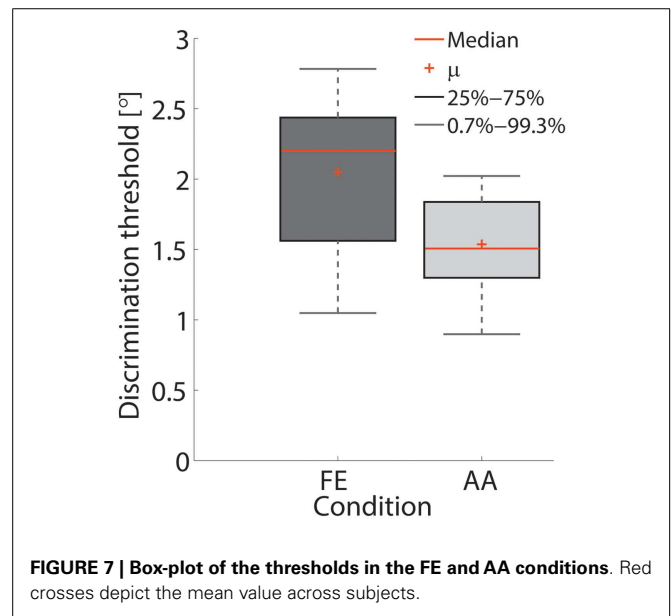 3
2.5
2
1.5
1
0.5
0
Discrimination threshold [°]
Median
μ
25%–75%
0.7%–99.3%
FE
AA
Condition
FIGURE 7 | Box-plot of the thresholds in the FE and AA conditions. Red
crosses depict the mean value across subjects.